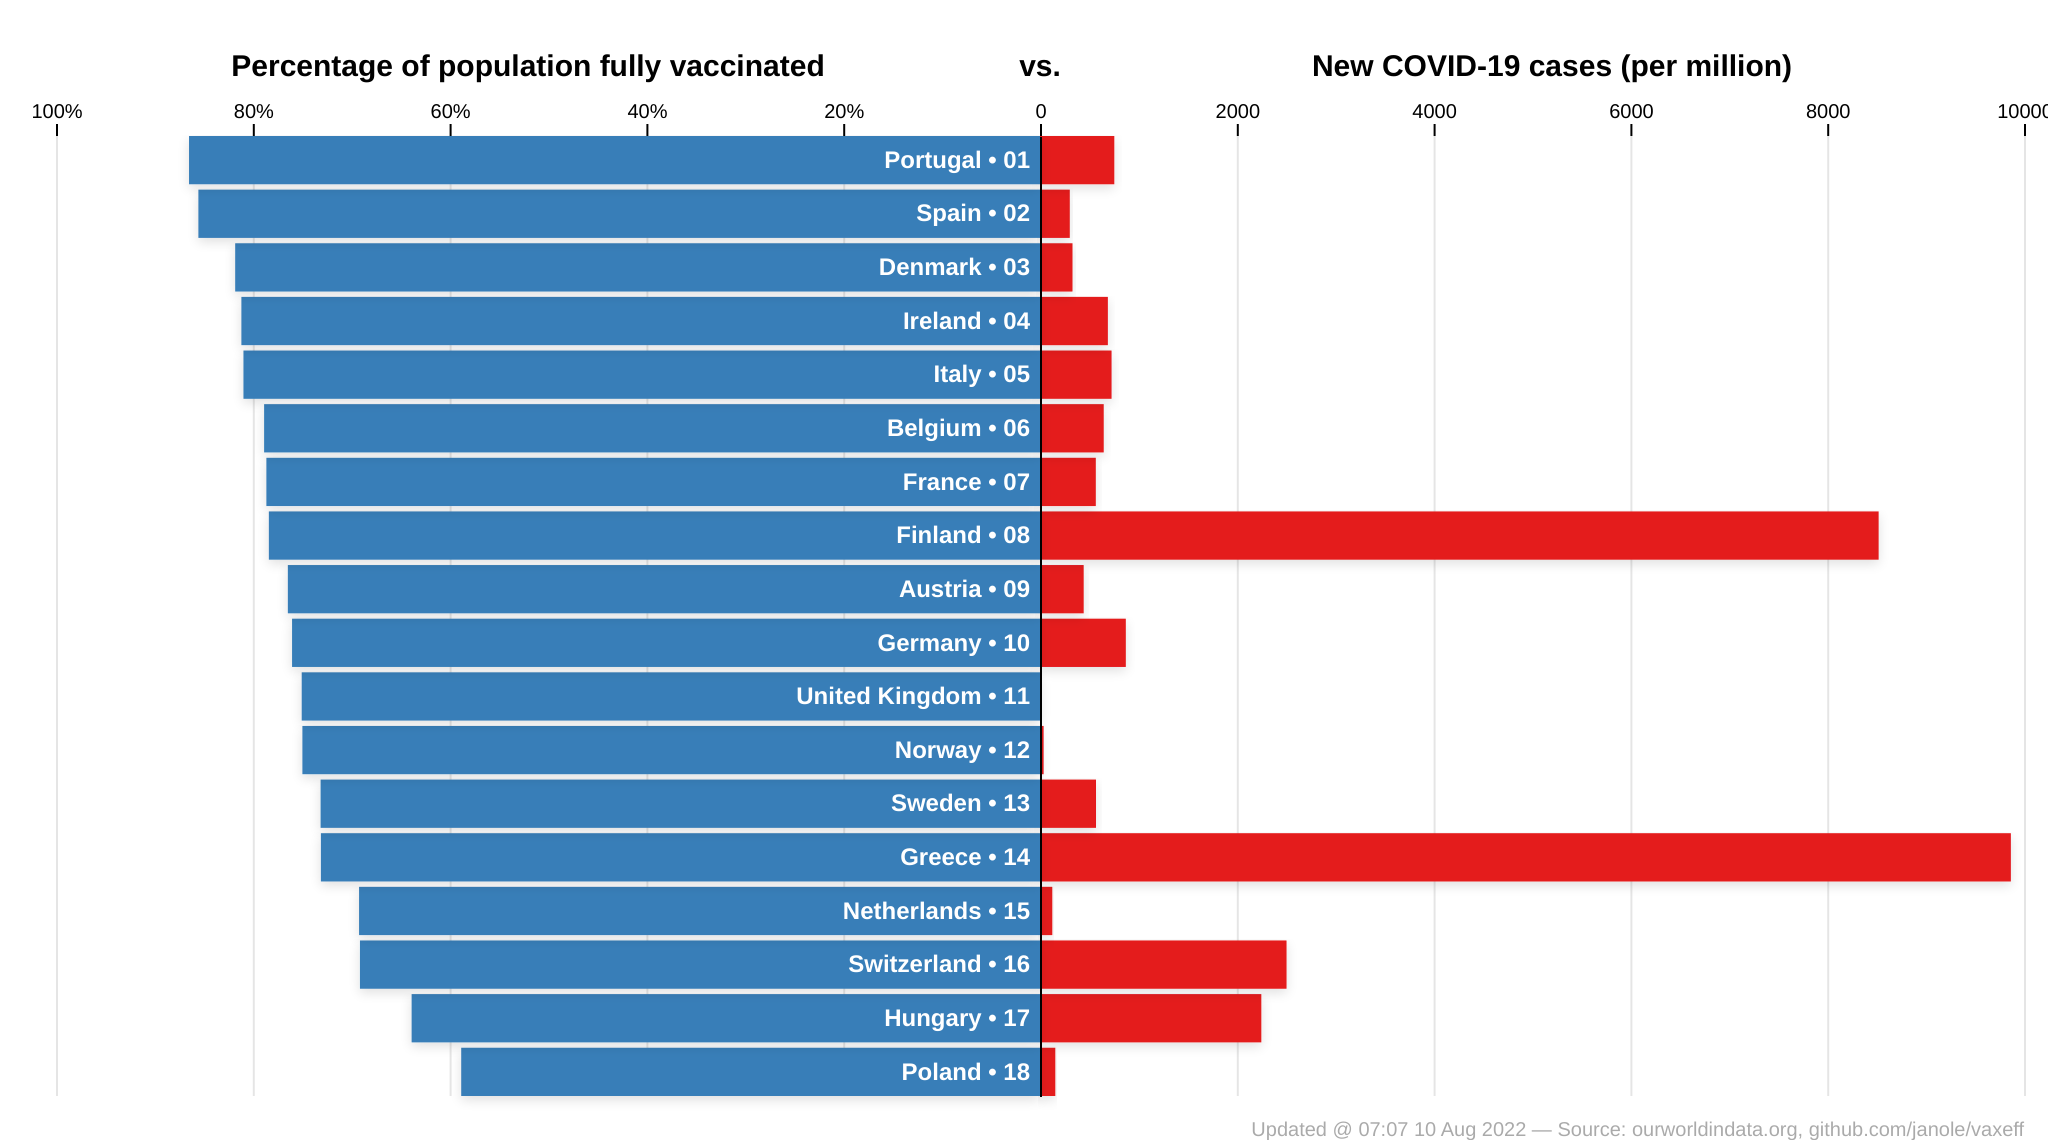 Percentage of population fully vaccinated vs. New COVID-19 cases (per million)
100% 80% 60% 40% 20% 0 2000 4000 6000 8000 10000
Portugal • 01
Spain • 02
Denmark • 03
Ireland • 04
Italy • 05
Belgium • 06
France • 07
Finland • 08
Austria • 09
Germany • 10
United Kingdom • 11
Norway • 12
Sweden • 13
Greece • 14
Netherlands • 15
Switzerland • 16
Hungary • 17
Poland • 18
Updated @ 07:07 10 Aug 2022 — Source: ourworldindata.org, github.com/janole/vaxeff